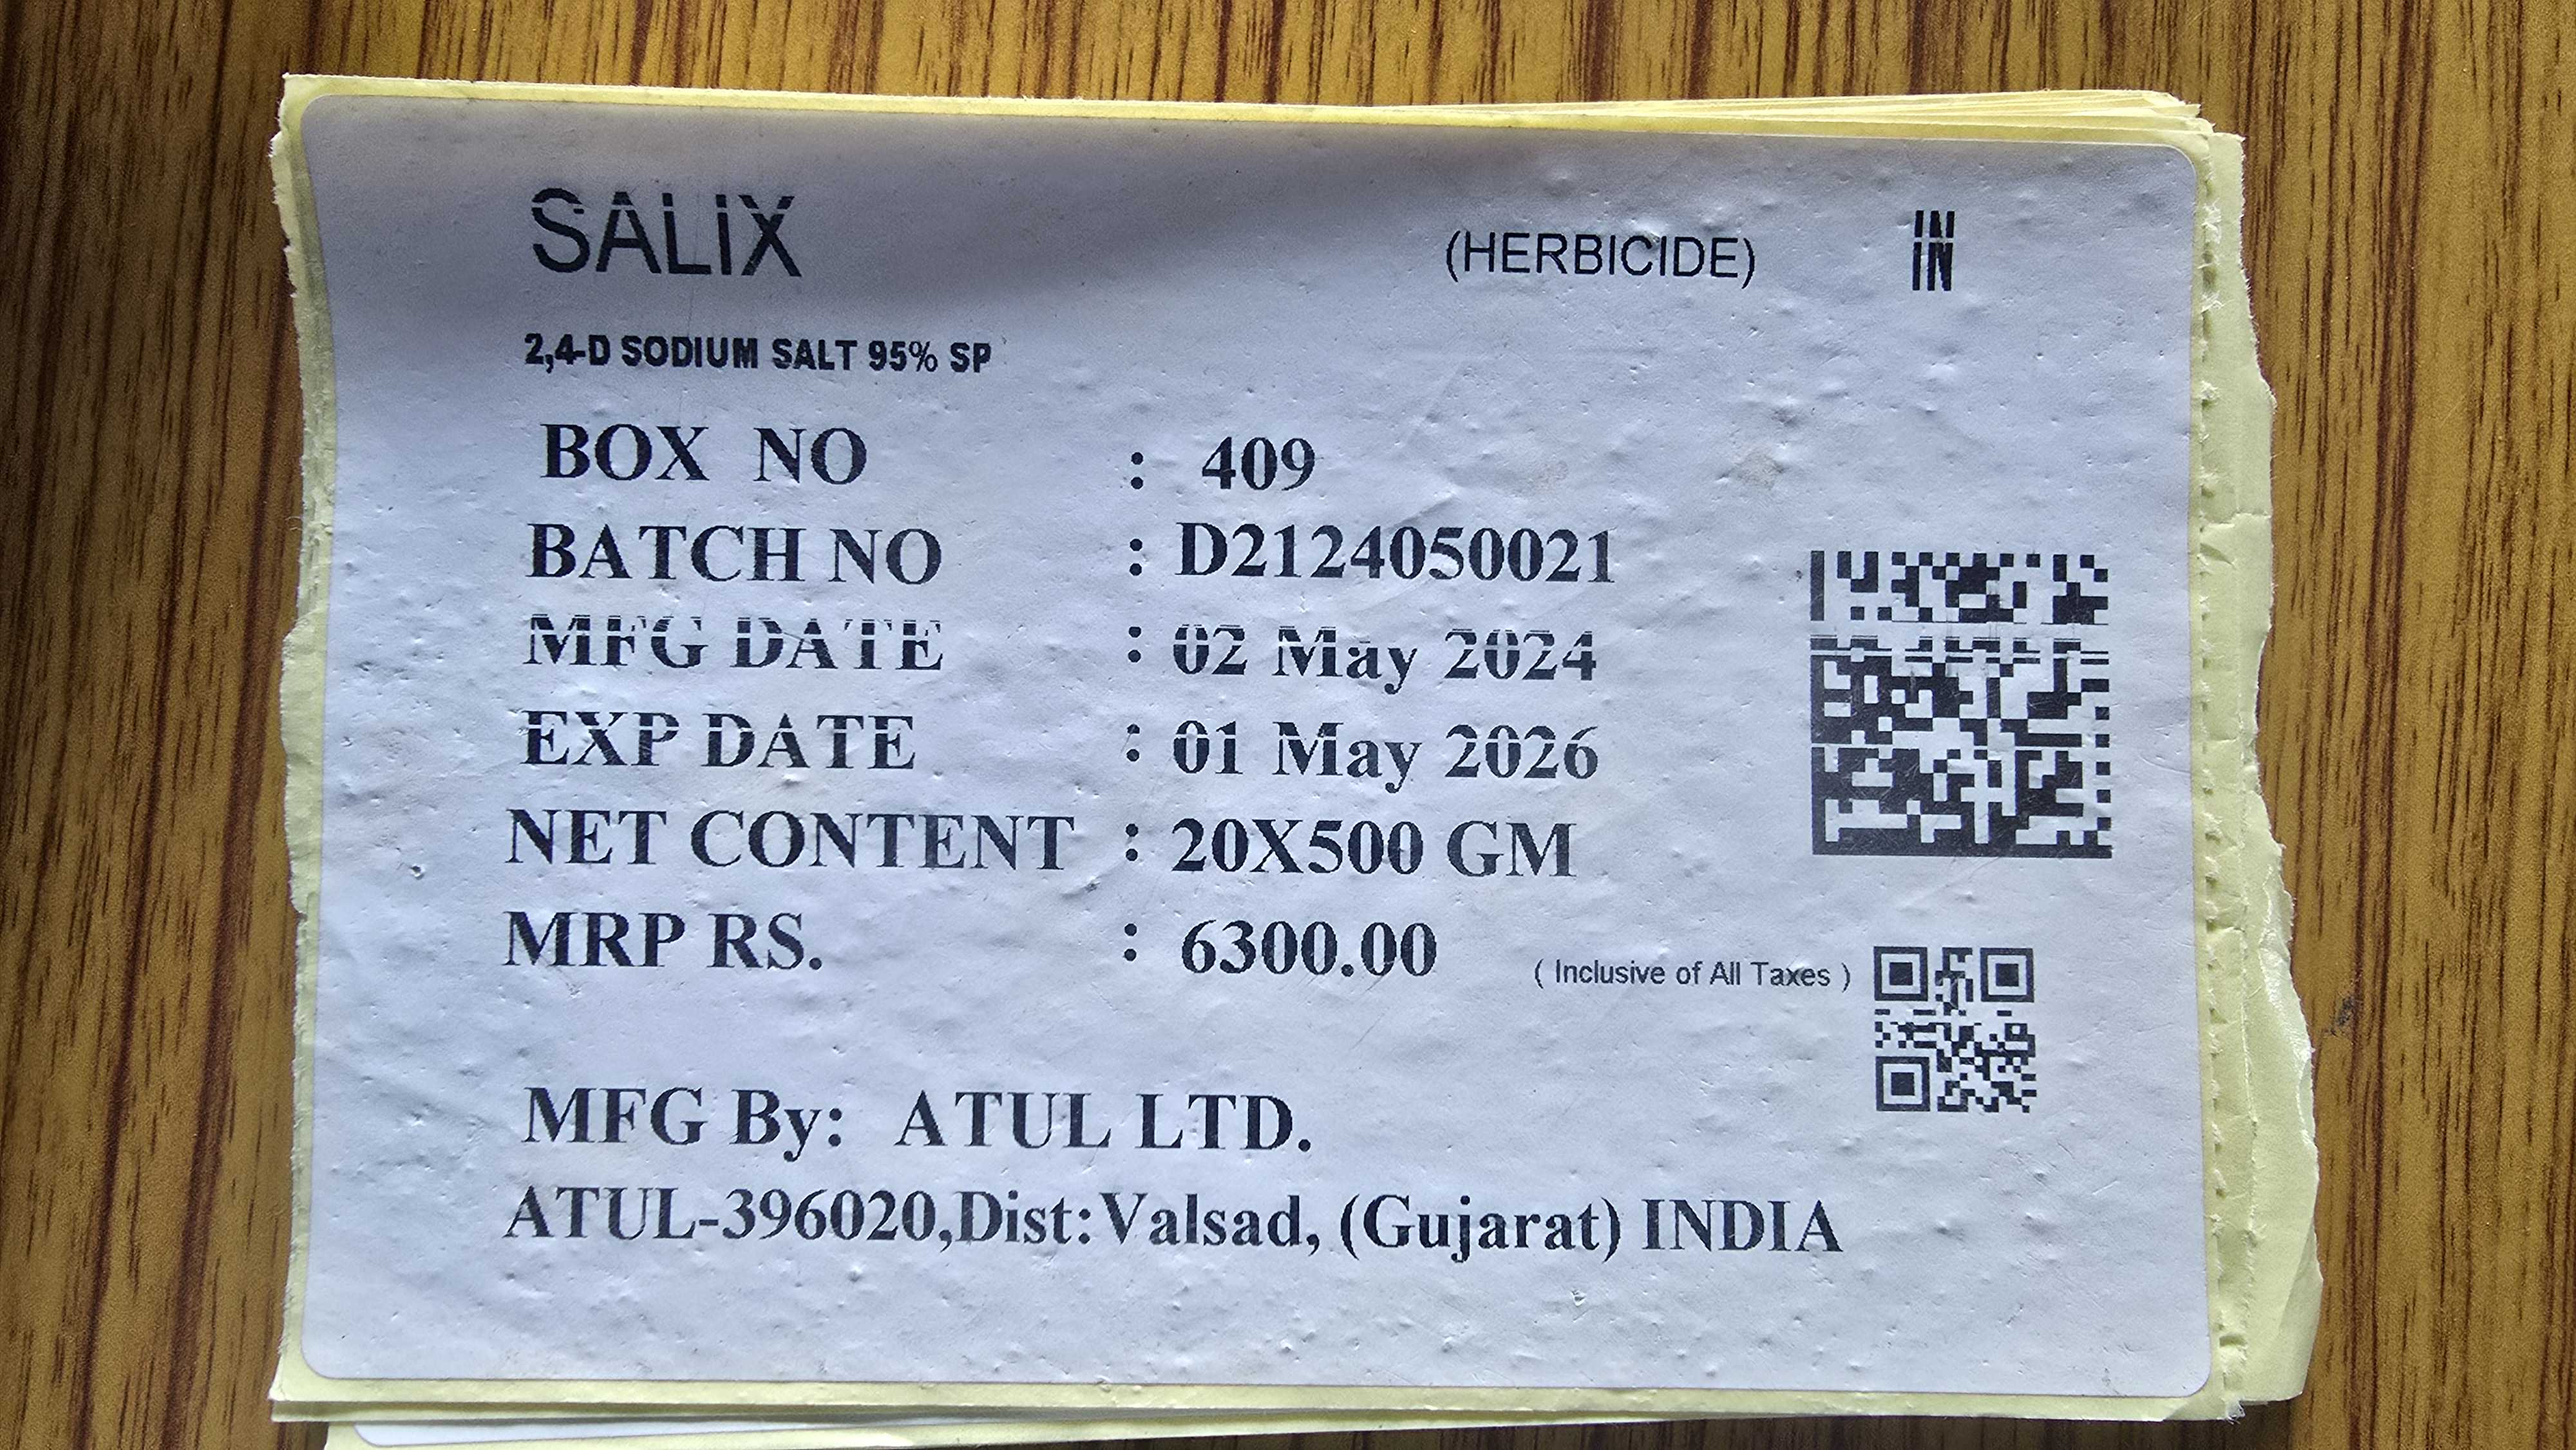 SALIX (HERBICIDE) IN
2,4-D SODIUM SALT 95% SP
BOX NO : 409
BATCH NO : D2124050021
MFG DATE : 02 May 2024
EXP DATE : 01 May 2026
NET CONTENT : 20X500 GM
MRP RS. : 6300.00 ( Inclusive of All Taxes )
MFG By: ATUL LTD.
ATUL-396020,Dist:Valsad, (Gujarat) INDIA